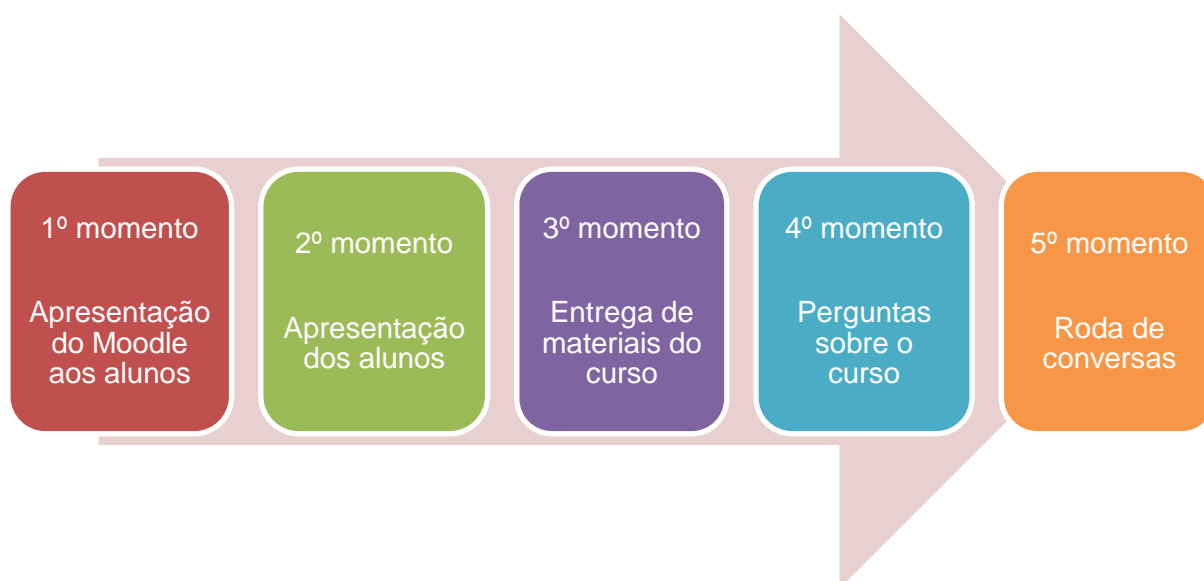 1º momento
Apresentação
do Moodle
aos alunos
2º momento
Apresentação
dos alunos
3º momento
Entrega de
materiais do
curso
4º momento
Perguntas
sobre o
curso
5º momento
Roda de
conversas